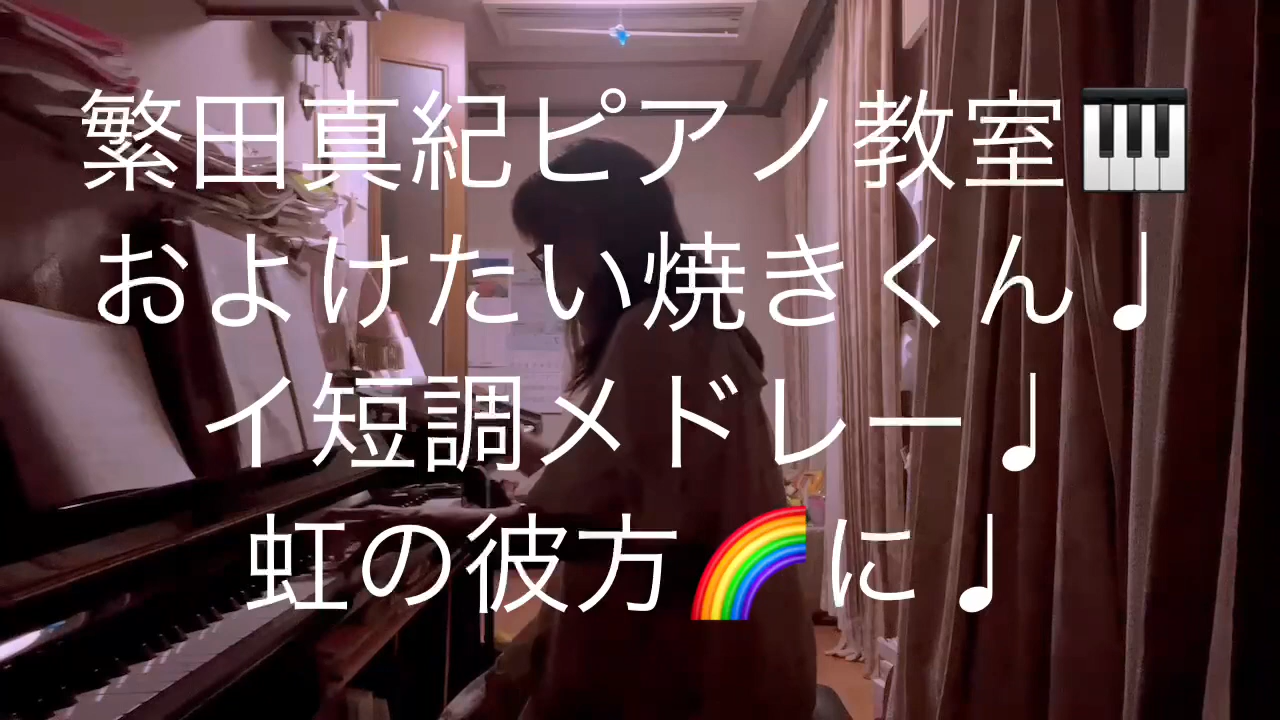 繁田真紀ピアノ教室🎹
およけたい焼きくん♩
イ短調メドレー♩
虹の彼方🌈に♩